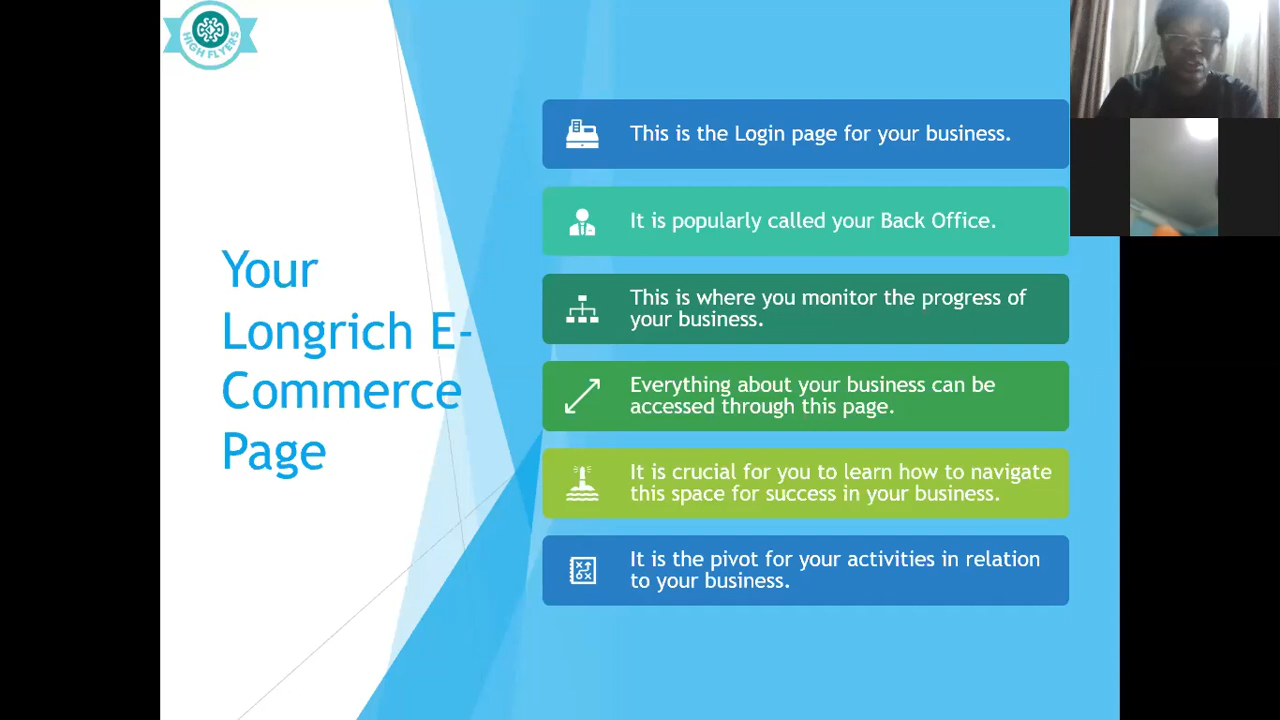 HIGH FLYERS
Your
Longrich E-
Commerce
Page
This is the Login page for your business.
It is popularly called your Back Office.
This is where you monitor the progress of
your business.
Everything about your business can be
accessed through this page.
It is crucial for you to learn how to navigate
this space for success in your business.
It is the pivot for your activities in relation
to your business.